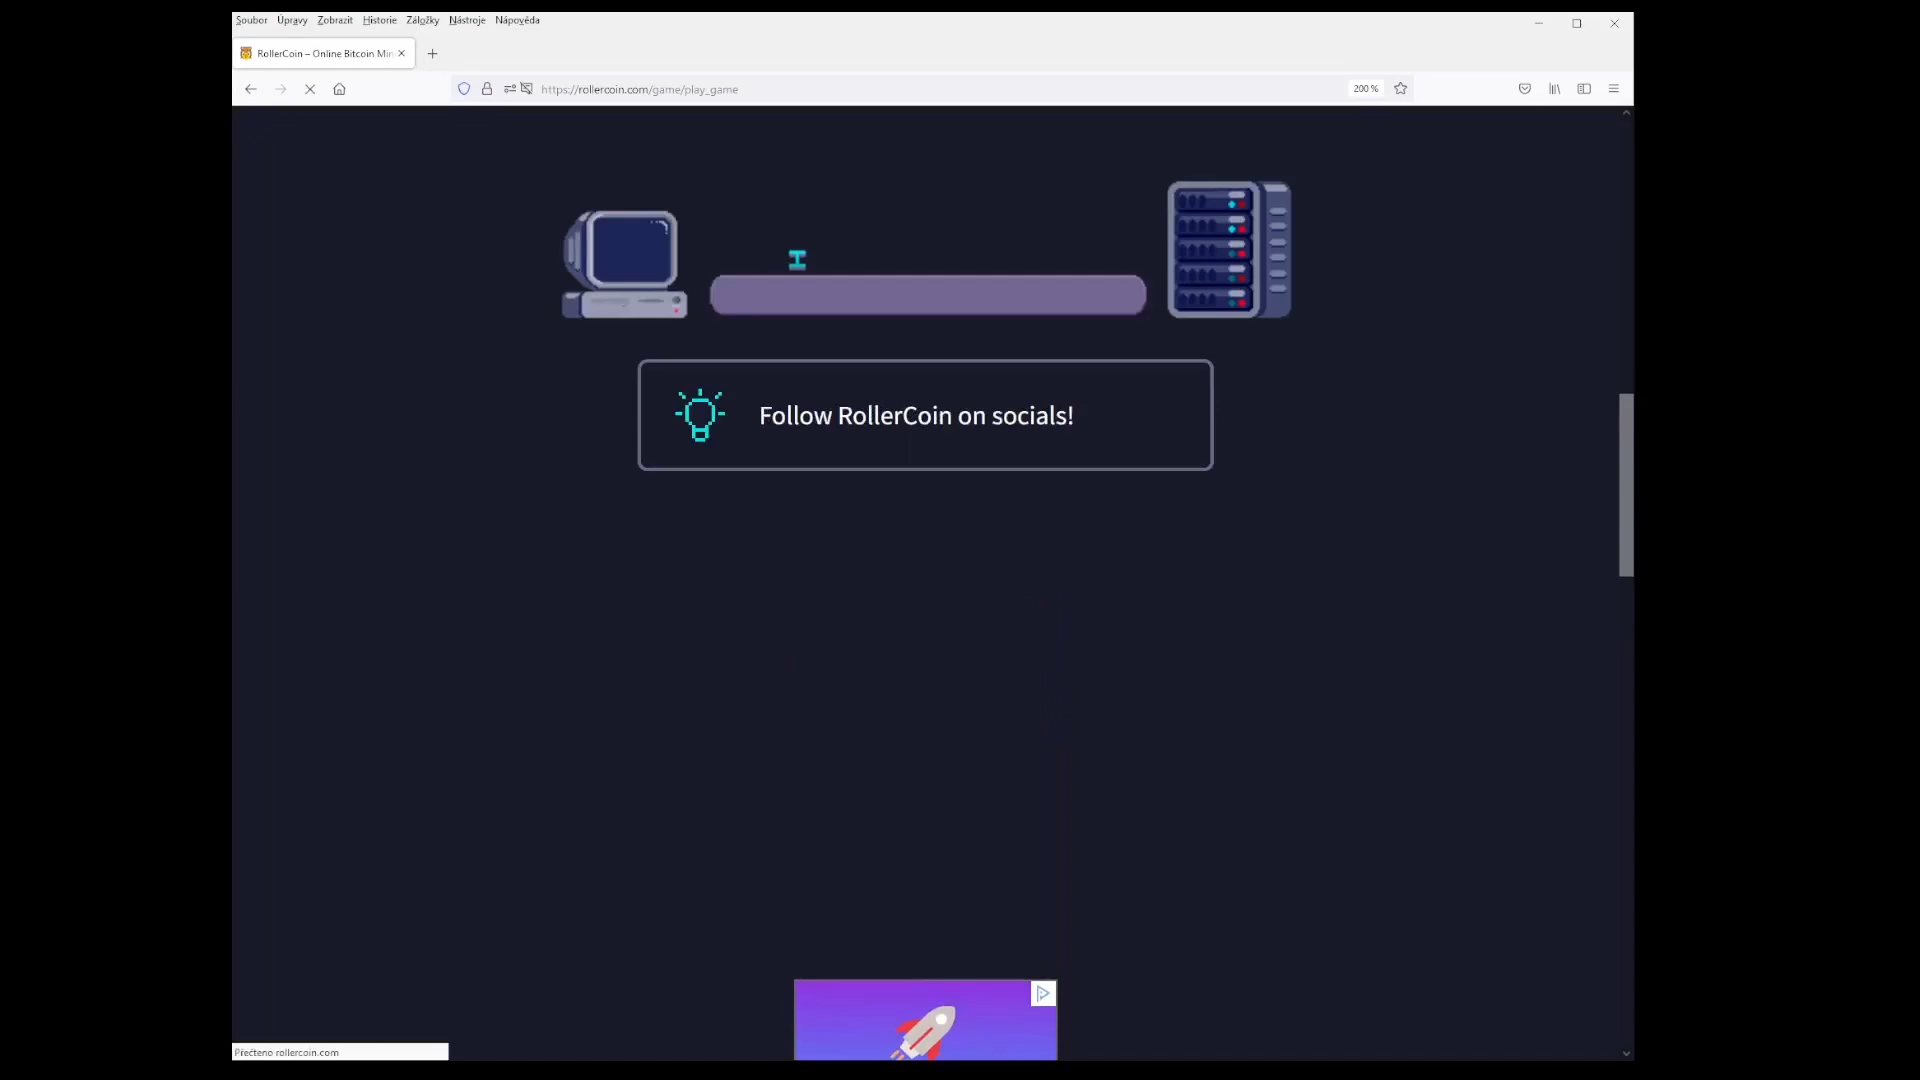 Soubor Úpravy Zobrazit Historie Záložky Nástroje Nápověda
RollerCoin – Online Bitcoin Min
https://rollercoin.com/game/play_game
200 %
Follow RollerCoin on socials!
Přečteno rollercoin.com